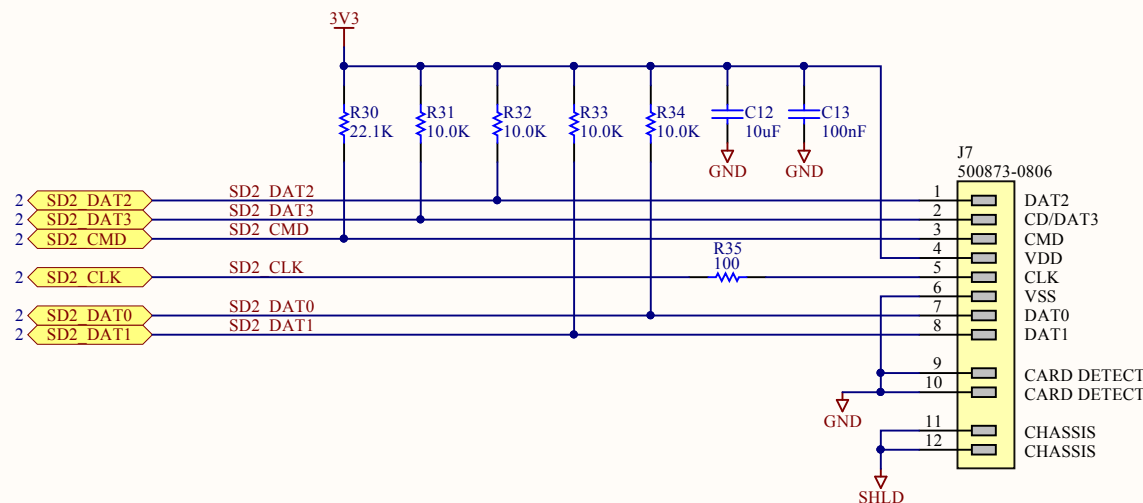 3V3
R30 R31 R32 R33 R34 C12 C13
22.1K 10.0K 10.0K 10.0K 10.0K 10uF 100nF
GND GND
J7
500873-0806
2 SD2_DAT2 SD2_DAT2 1 DAT2
2 SD2_DAT3 SD2_DAT3 2 CD/DAT3
2 SD2_CMD SD2_CMD 3 CMD
4 VDD
R35
100
2 SD2_CLK SD2_CLK 5 CLK
6 VSS
2 SD2_DAT0 SD2_DAT0 7 DAT0
2 SD2_DAT1 SD2_DAT1 8 DAT1
9 CARD DETECT
10 CARD DETECT
GND
11 CHASSIS
12 CHASSIS
SHLD